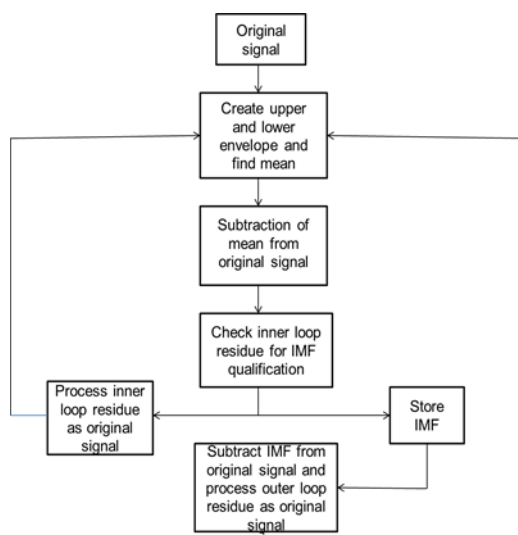 Original
signal
Create upper
and lower
envelope and
find mean
Subtraction of
mean from
original signal
Check inner loop
residue for IMF
qualification
Process inner
loop residue
as original
signal
Store
IMF
Subtract IMF from
original signal and
process outer loop
residue as original
signal